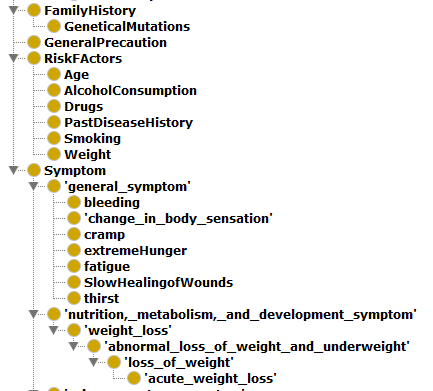 FamilyHistory
GeneticalMutations
GeneralPrecaution
RiskFActors
Age
AlcoholConsumption
Drugs
PastDiseaseHistory
Smoking
Weight
Symptom
'general_symptom'
bleeding
'change_in_body_sensation'
cramp
extremeHunger
fatigue
SlowHealingofWounds
thirst
'nutrition,_metabolism,_and_development_symptom'
'weight_loss'
'abnormal_loss_of_weight_and_underweight'
'loss_of_weight'
'acute_weight_loss'